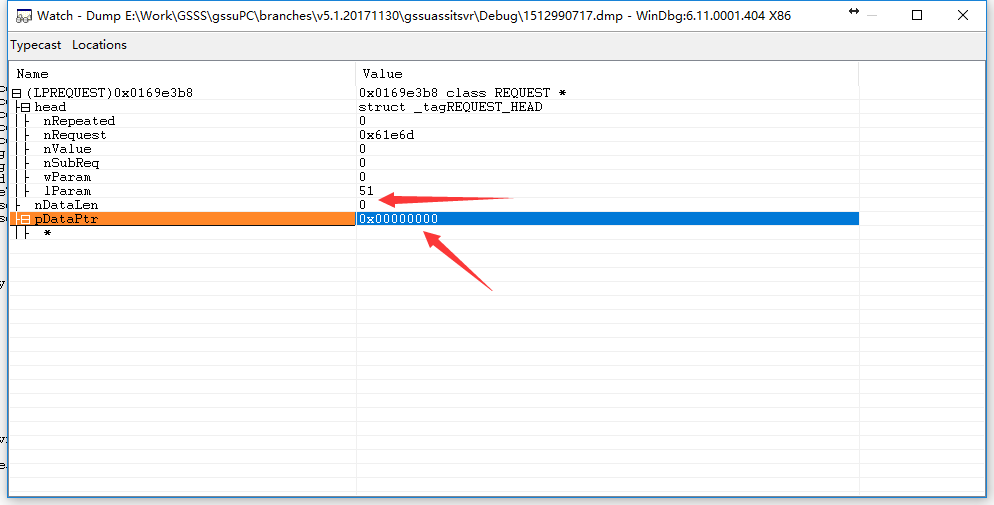 Watch - Dump E:\Work\GSSS\gssuPC\branches\v5.1.20171130\gssuassitsvr\Debug\1512990717.dmp - WinDbg:6.11.0001.404 X86
Typecast Locations
Name Value
(LPREQUEST)0x0169e3b8 0x0169e3b8 class REQUEST *
head struct _tagREQUEST_HEAD
nRepeated 0
nRequest 0x61e6d
nValue 0
nSubReq 0
wParam 0
lParam 51
nDataLen 0
pDataPtr 0x00000000
*